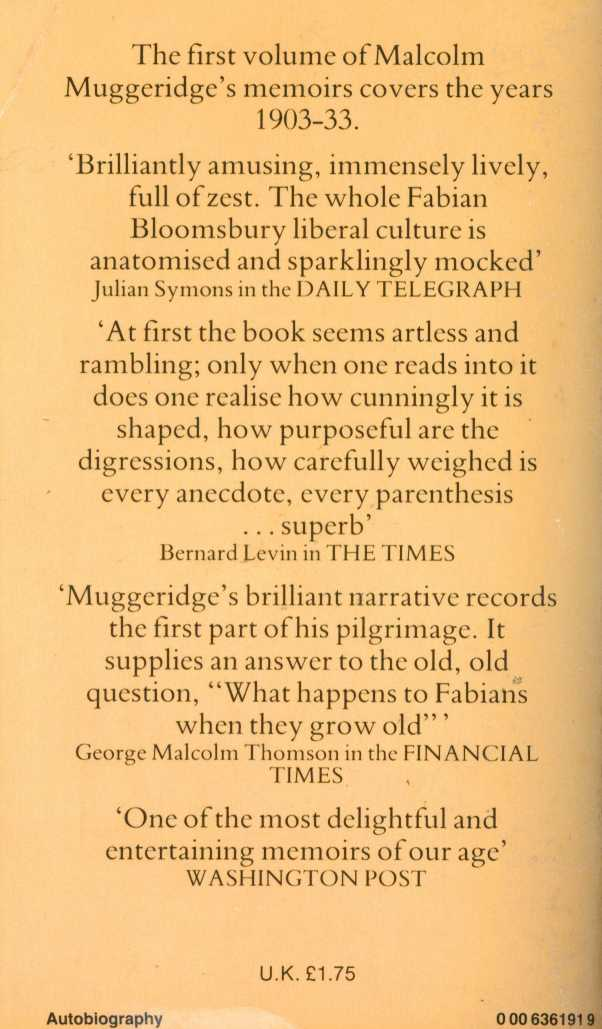 The first volume of Malcolm
Muggeridge's memoirs covers the years
1903-33.
'Brilliantly amusing, immensely lively,
full of zest. The whole Fabian
Bloomsbury liberal culture is
anatomised and sparklingly mocked'
Julian Symons in the DAILY TELEGRAPH
'At first the book seems artless and
rambling; only when one reads into it
does one realise how cunningly it is
shaped, how purposeful are the
digressions, how carefully weighed is
every anecdote, every parenthesis
...superb'
Bernard Levin in THE TIMES
'Muggeridge's brilliant narrative records
the first part of his pilgrimage. It
supplies an answer to the old, old
question, "What happens to Fabians
when they grow old" '
George Malcolm Thomson in the FINANCIAL
TIMES
'One of the most delightful and
entertaining memoirs of our age'
WASHINGTON POST
U.K. £1.75
Autobiography 0 00 636191 9